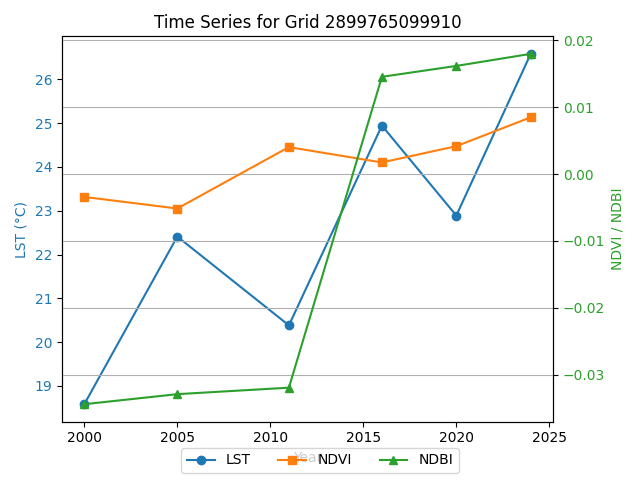 Time Series for Grid 2899765099910
LST (°C)
26
25
24
23
22
21
20
19
0.02
0.01
0.00
−0.01
−0.02
−0.03
NDVI / NDBI
2000
2005
2010
2015
2020
2025
Year
LST
NDVI
NDBI